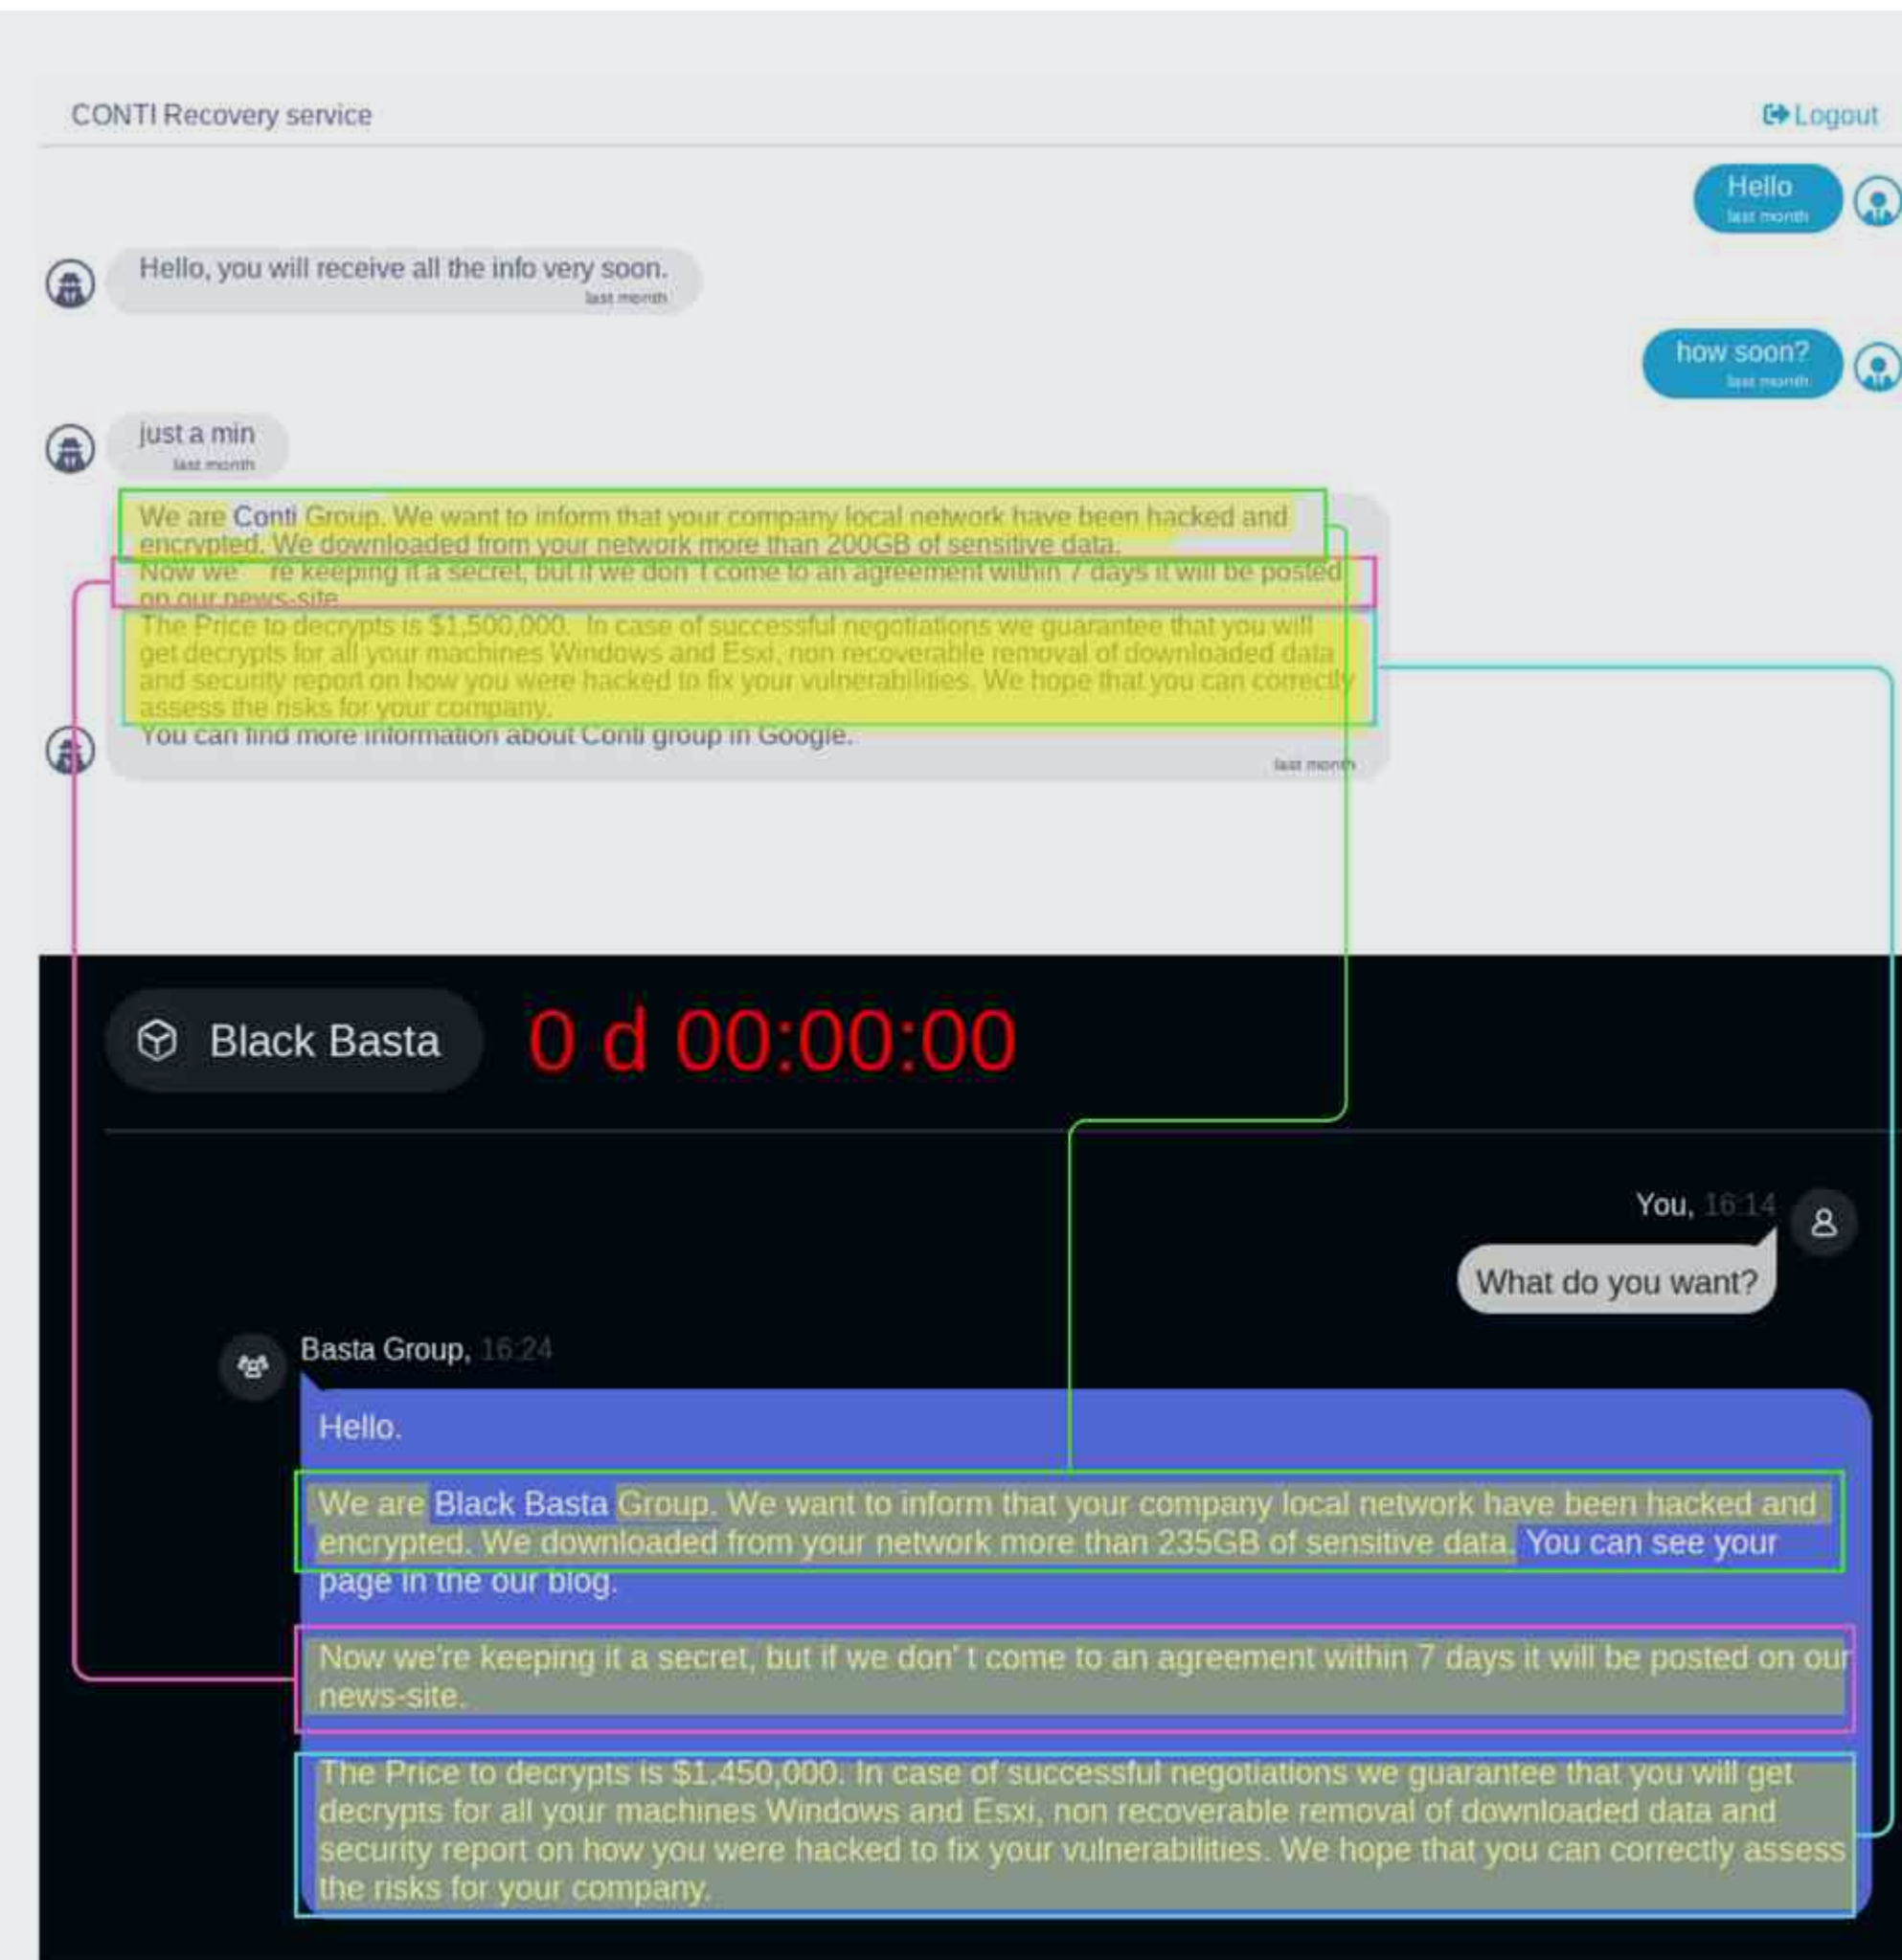 CONTI Recovery service
Logout
Hello
last month
Hello, you will receive all the info very soon.
last month
how soon?
last month
just a min
last month
We are Conti Group. We want to inform that your company local network have been hacked and
encrypted. We downloaded from your network more than 200GB of sensitive data.
Now we're keeping it a secret, but if we don't come to an agreement within 7 days it will be posted
on our news-site
The Price to decrypts is $1,500,000. In case of successful negotiations we guarantee that you will
get decrypts for all your machines Windows and Esxi, non recoverable removal of downloaded data
and security report on how you were hacked to fix your vulnerabilities. We hope that you can correctly
assess the risks for your company.
You can find more information about Conti group in Google.
last month
Black Basta 0 d 00:00:00
You, 16:14
What do you want?
Basta Group, 16:24
Hello.
We are Black Basta Group. We want to inform that your company local network have been hacked and
encrypted. We downloaded from your network more than 235GB of sensitive data. You can see your
page in the our blog.
Now we're keeping it a secret, but if we don' t come to an agreement within 7 days it will be posted on our
news-site.
The Price to decrypts is $1.450,000. In case of successful negotiations we guarantee that you will get
decrypts for all your machines Windows and Esxi, non recoverable removal of downloaded data and
security report on how you were hacked to fix your vulnerabilities. We hope that you can correctly assess
the risks for your company.